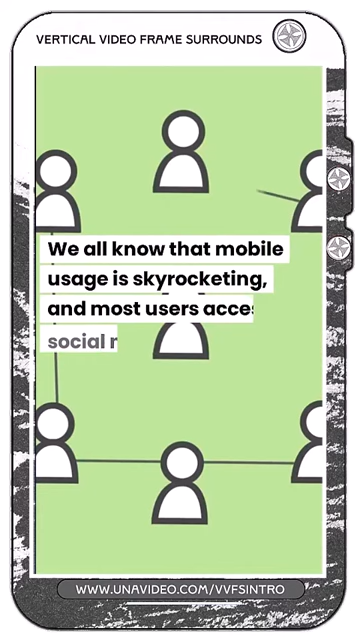 VERTICAL VIDEO FRAME SURROUNDS
We all know that mobile
usage is skyrocketing,
and most users
social
WWW.UNAVIDEO.COM/VVFSINTRO